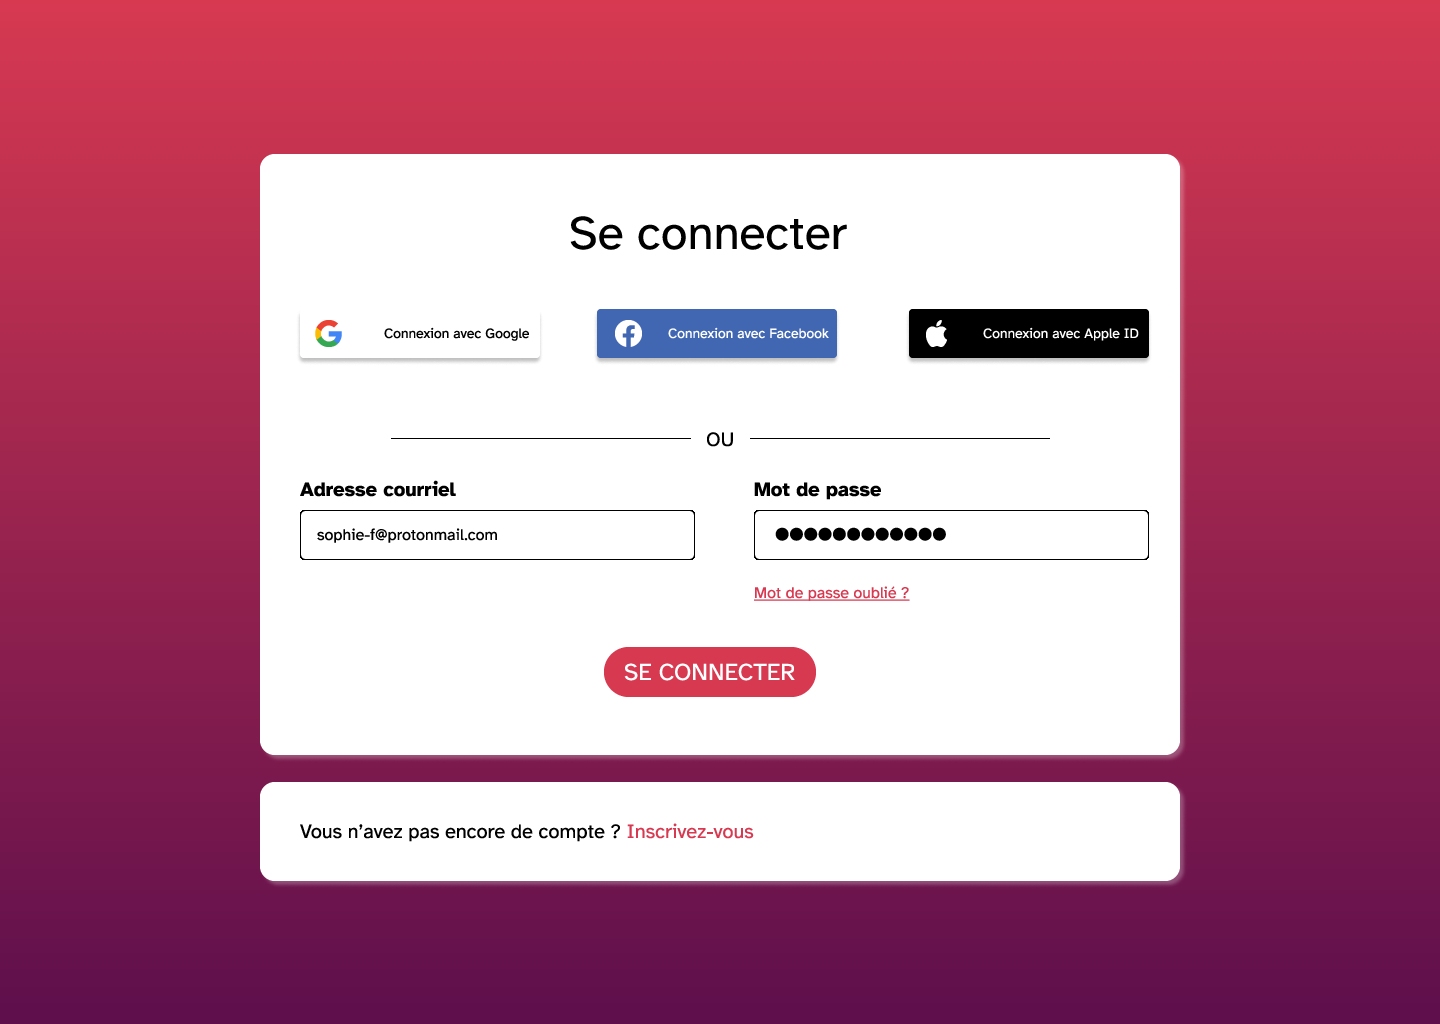 Se connecter
Connexion avec Google
Connexion avec Facebook
Connexion avec Apple ID
OU
Adresse courriel
Mot de passe
sophie-f@protonmail.com
●●●●●●●●●●●●
Mot de passe oublié ?
SE CONNECTER
Vous n’avez pas encore de compte ? Inscrivez-vous